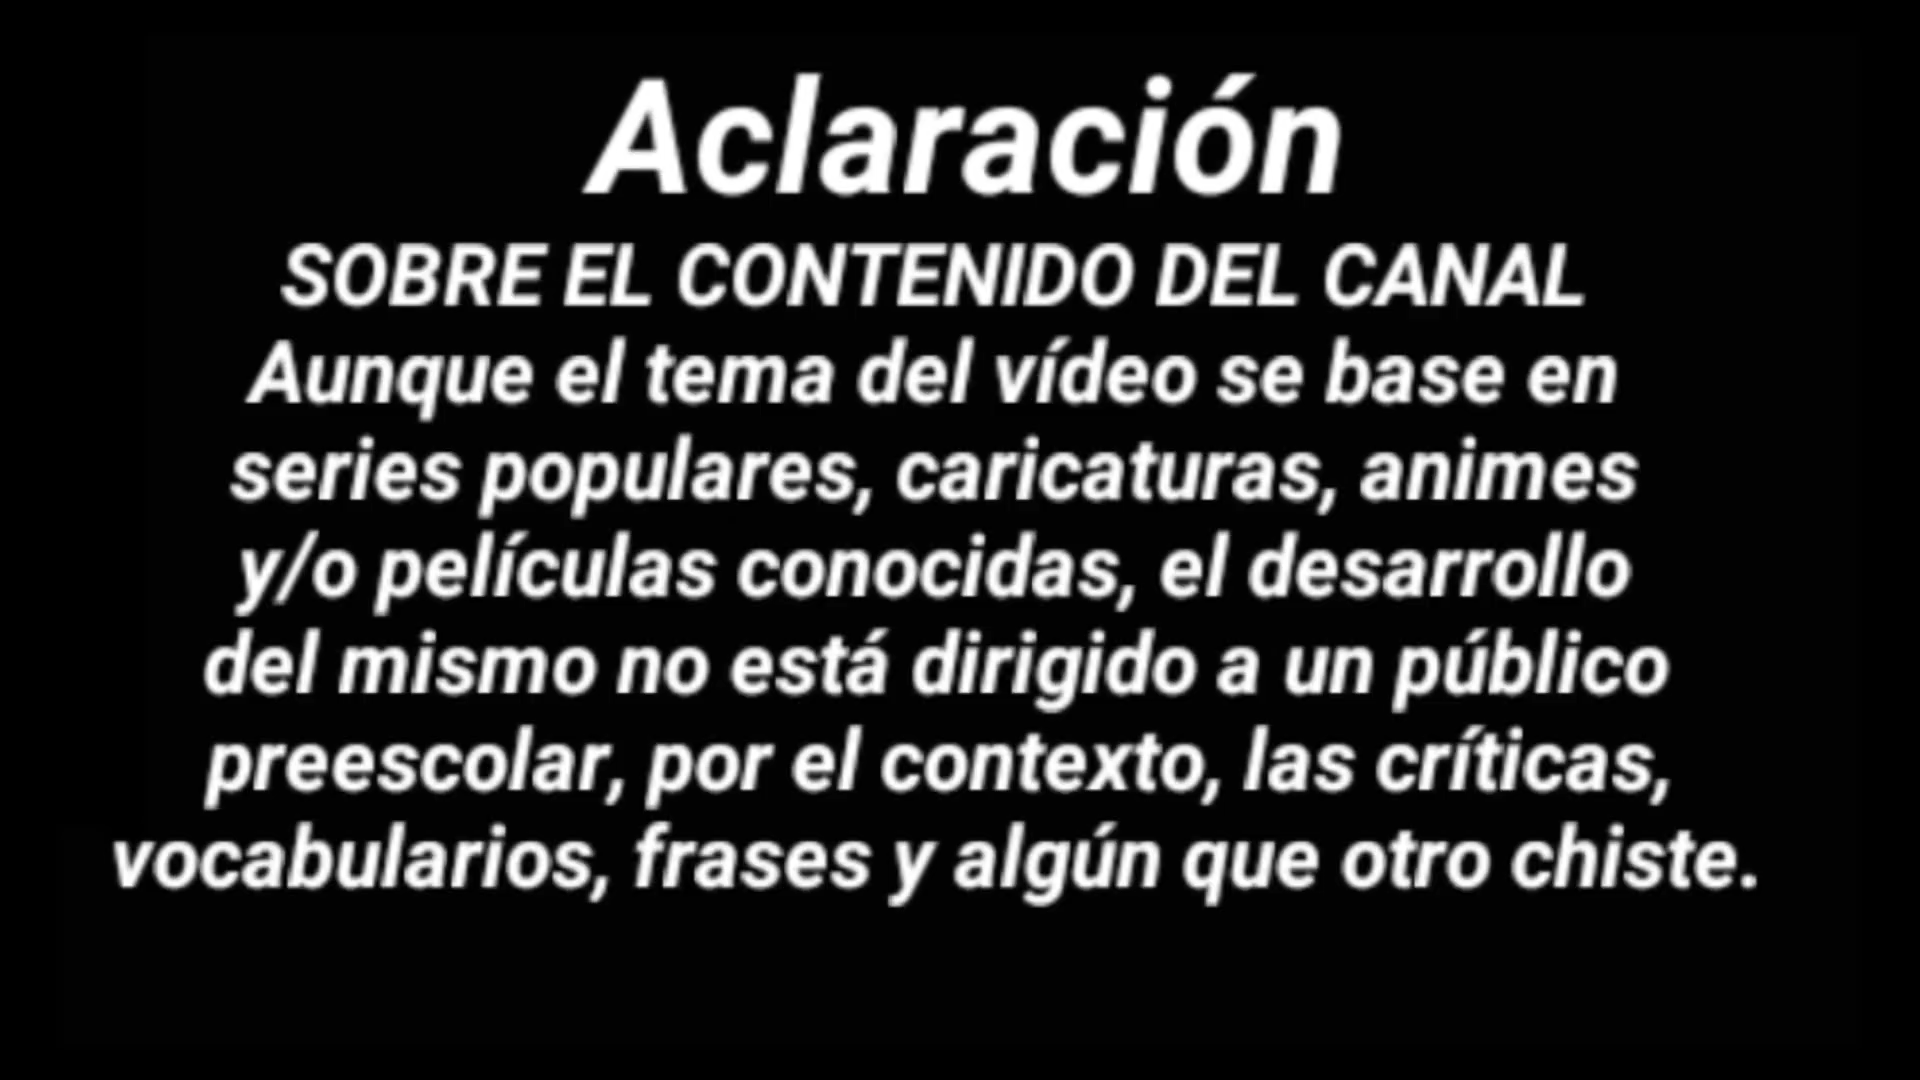 Aclaración
SOBRE EL CONTENIDO DEL CANAL
Aunque el tema del vídeo se base en
series populares, caricaturas, animes
y/o películas conocidas, el desarrollo
del mismo no está dirigido a un público
preescolar, por el contexto, las críticas,
vocabularios, frases y algún que otro chiste.